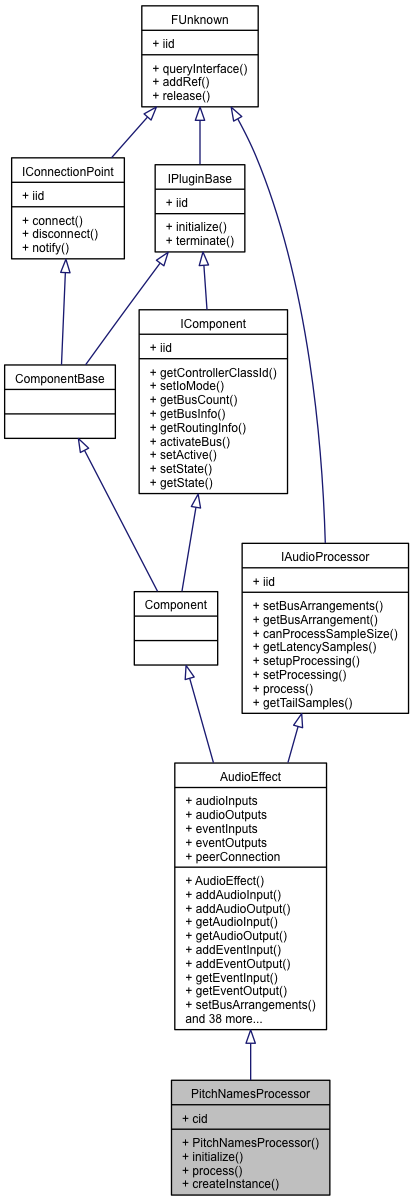 FUnknown
+ iid
+ queryInterface()
+ addRef()
+ release()
IConnectionPoint
+ iid
+ connect()
+ disconnect()
+ notify()
IPluginBase
+ iid
+ initialize()
+ terminate()
IComponent
+ iid
+ getControllerClassId()
+ setIoMode()
+ getBusCount()
+ getBusInfo()
+ getRoutingInfo()
+ activateBus()
+ setActive()
+ setState()
+ getState()
ComponentBase
IAudioProcessor
+ iid
+ setBusArrangements()
+ getBusArrangement()
+ canProcessSampleSize()
+ getLatencySamples()
+ setupProcessing()
+ setProcessing()
+ process()
+ getTailSamples()
Component
AudioEffect
+ audioInputs
+ audioOutputs
+ eventInputs
+ eventOutputs
+ peerConnection
+ AudioEffect()
+ addAudioInput()
+ addAudioOutput()
+ getAudioInput()
+ getAudioOutput()
+ addEventInput()
+ addEventOutput()
+ getEventInput()
+ getEventOutput()
+ setBusArrangements()
and 38 more...
PitchNamesProcessor
+ cid
+ PitchNamesProcessor()
+ initialize()
+ process()
+ createInstance()